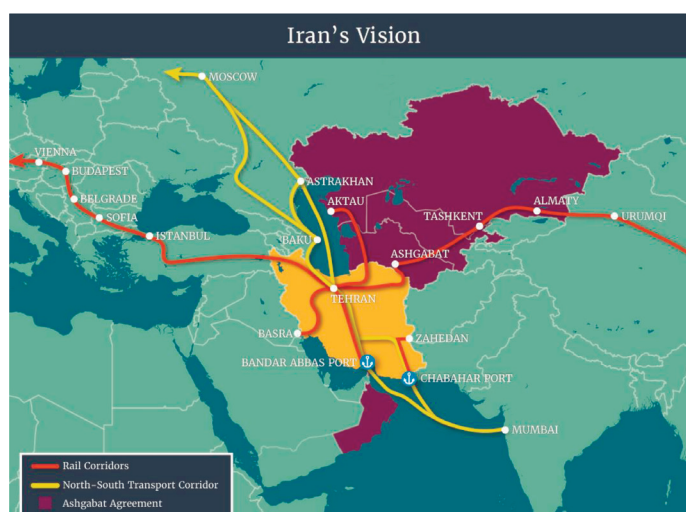 Iran's Vision
MOSCOW
VIENNA
BUDAPEST
BELGRADE
SOFIA
ISTANBUL
ASTRAKHAN
AKTAU
BAKU
TASHKENT
ALMATY
URUMQI
ASHGABAT
TEHRAN
BASRA
ZAHEDAN
BANDAR ABBAS PORT
CHABAHAR PORT
MUMBAI
Rail Corridors
North-South Transport Corridor
Ashgabat Agreement